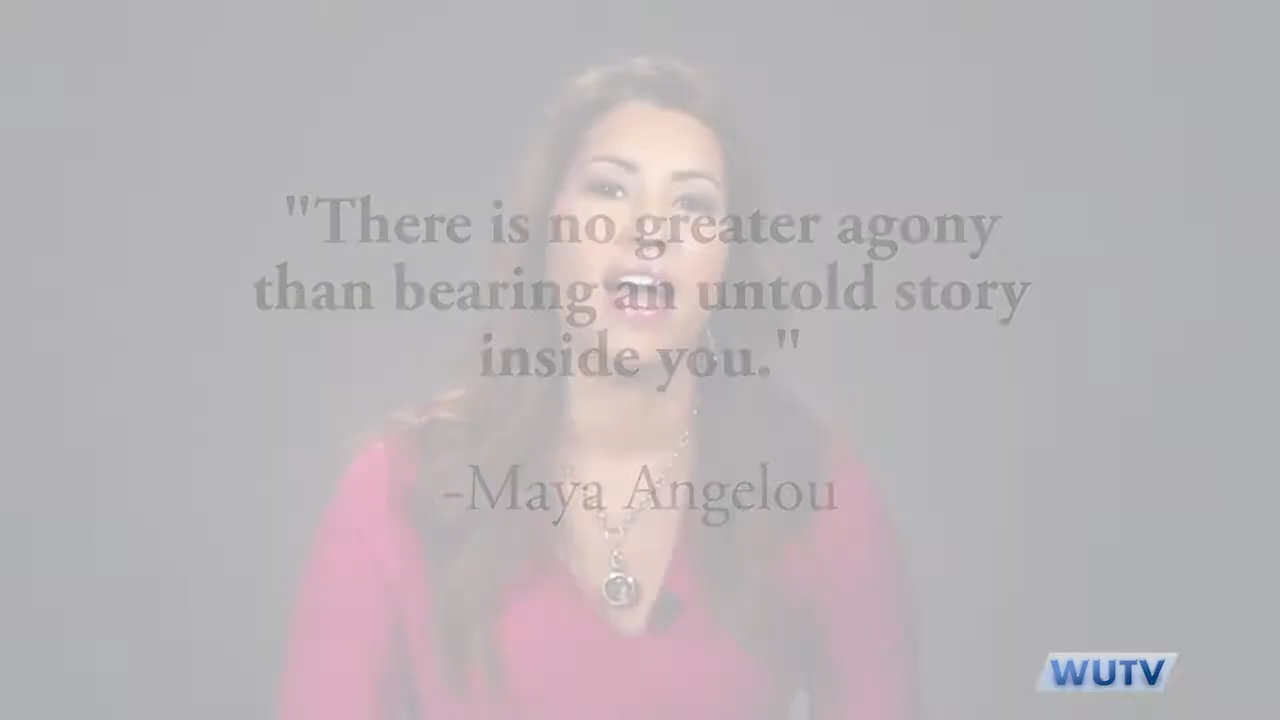 "There is no greater agony
than bearing an untold story
inside you."
-Maya Angelou
WUTV